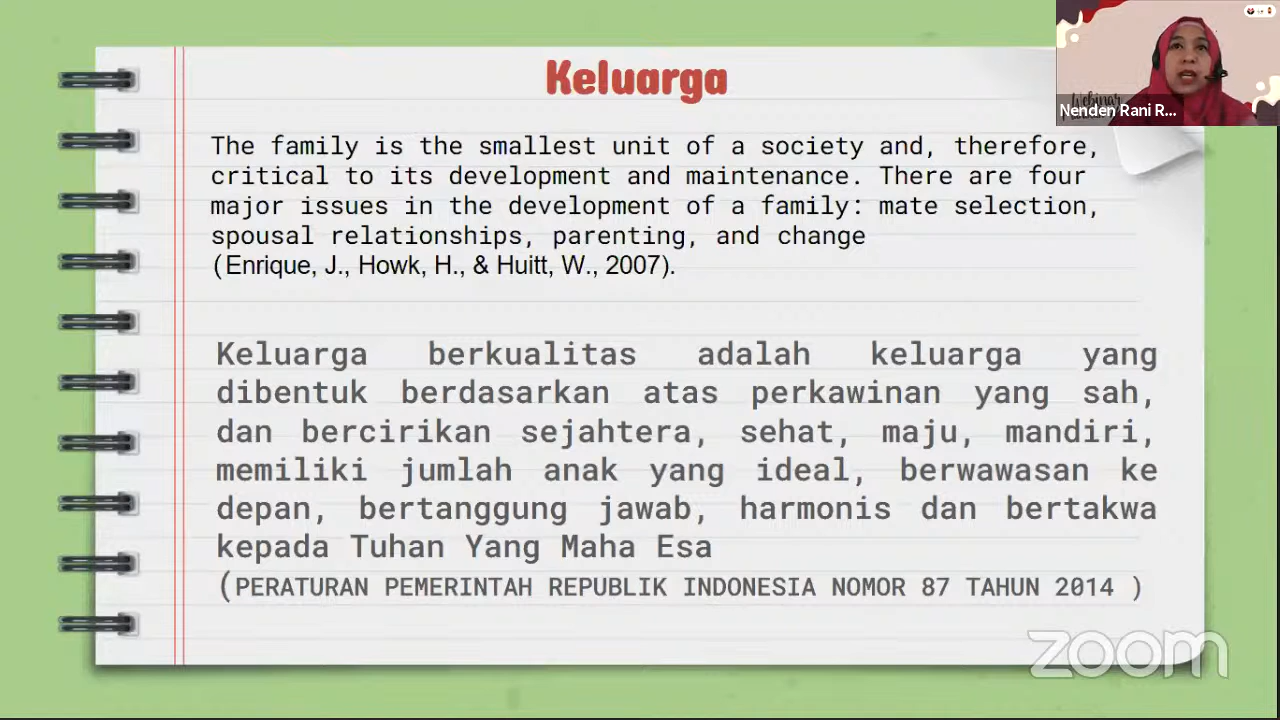 Keluarga
The family is the smallest unit of a society and, therefore,
critical to its development and maintenance. There are four
major issues in the development of a family: mate selection,
spousal relationships, parenting, and change
(Enrique, J., Howk, H., & Huitt, W., 2007).
Keluarga berkualitas adalah keluarga yang
dibentuk berdasarkan atas perkawinan yang sah,
dan bercirikan sejahtera, sehat, maju, mandiri,
memiliki jumlah anak yang ideal, berwawasan ke
depan, bertanggung jawab, harmonis dan bertakwa
kepada Tuhan Yang Maha Esa
(PERATURAN PEMERINTAH REPUBLIK INDONESIA NOMOR 87 TAHUN 2014 )
Webinar
Nenden Rani R...
zoom